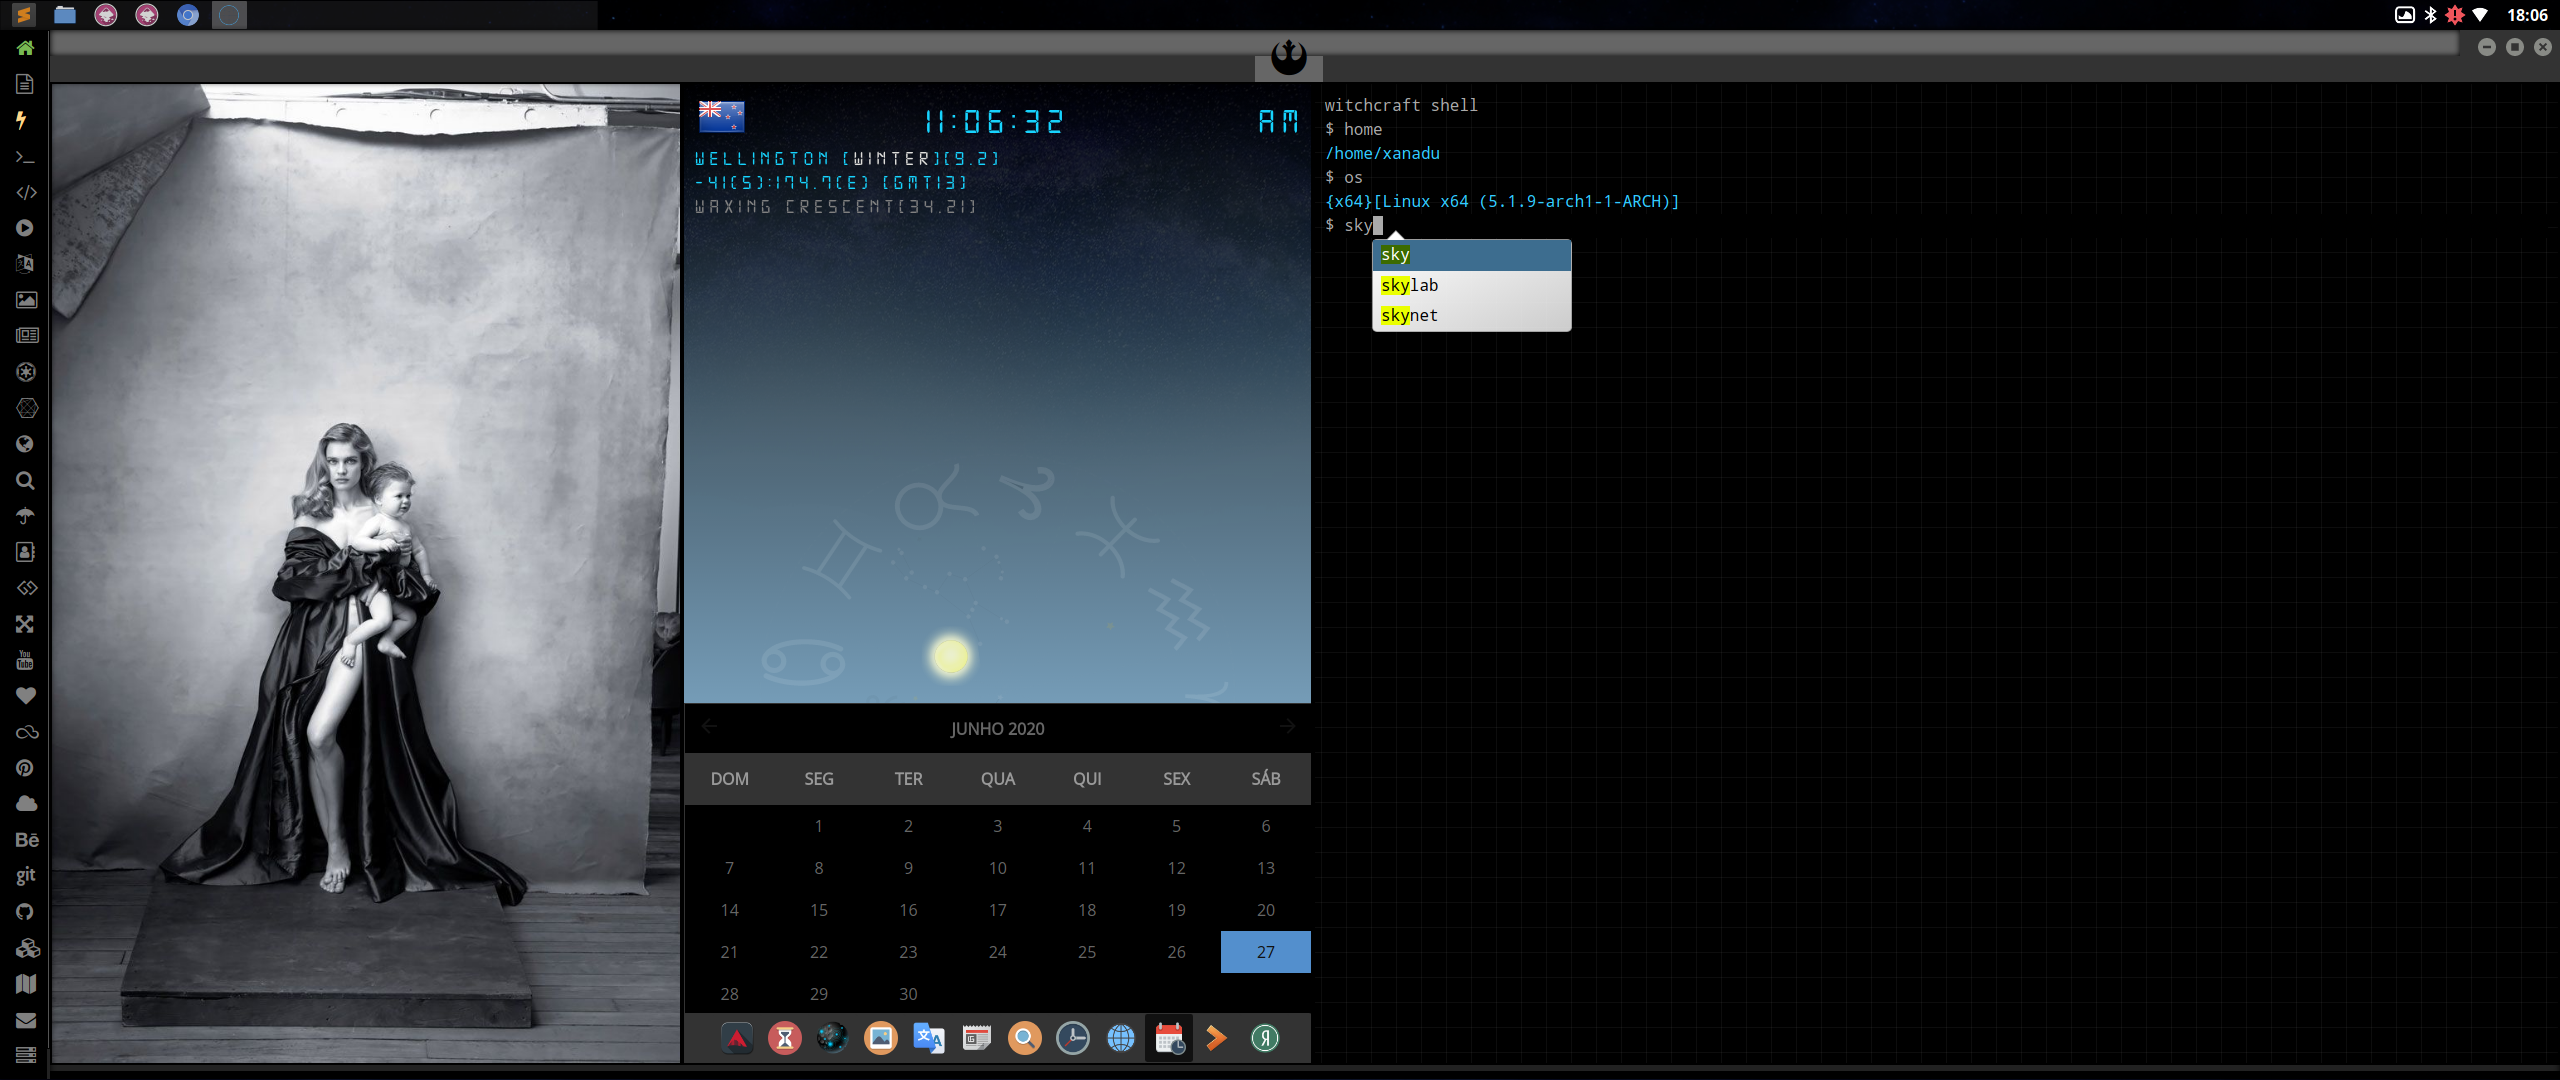 18:06
11:06:32 AM
WELLINGTON [WINTER][9.2]
-41(S):174.7(E) [GMT13]
WAXING CRESCENT[34.21]
witchcraft shell
$ home
/home/xanadu
$ os
{x64}[Linux x64 (5.1.9-arch1-1-ARCH)]
$ sky
sky
skylab
skynet
JUNHO 2020
DOM SEG TER QUA QUI SEX SÁB
1 2 3 4 5 6
7 8 9 10 11 12 13
14 15 16 17 18 19 20
21 22 23 24 25 26 27
28 29 30
You
Tube
Bē
git